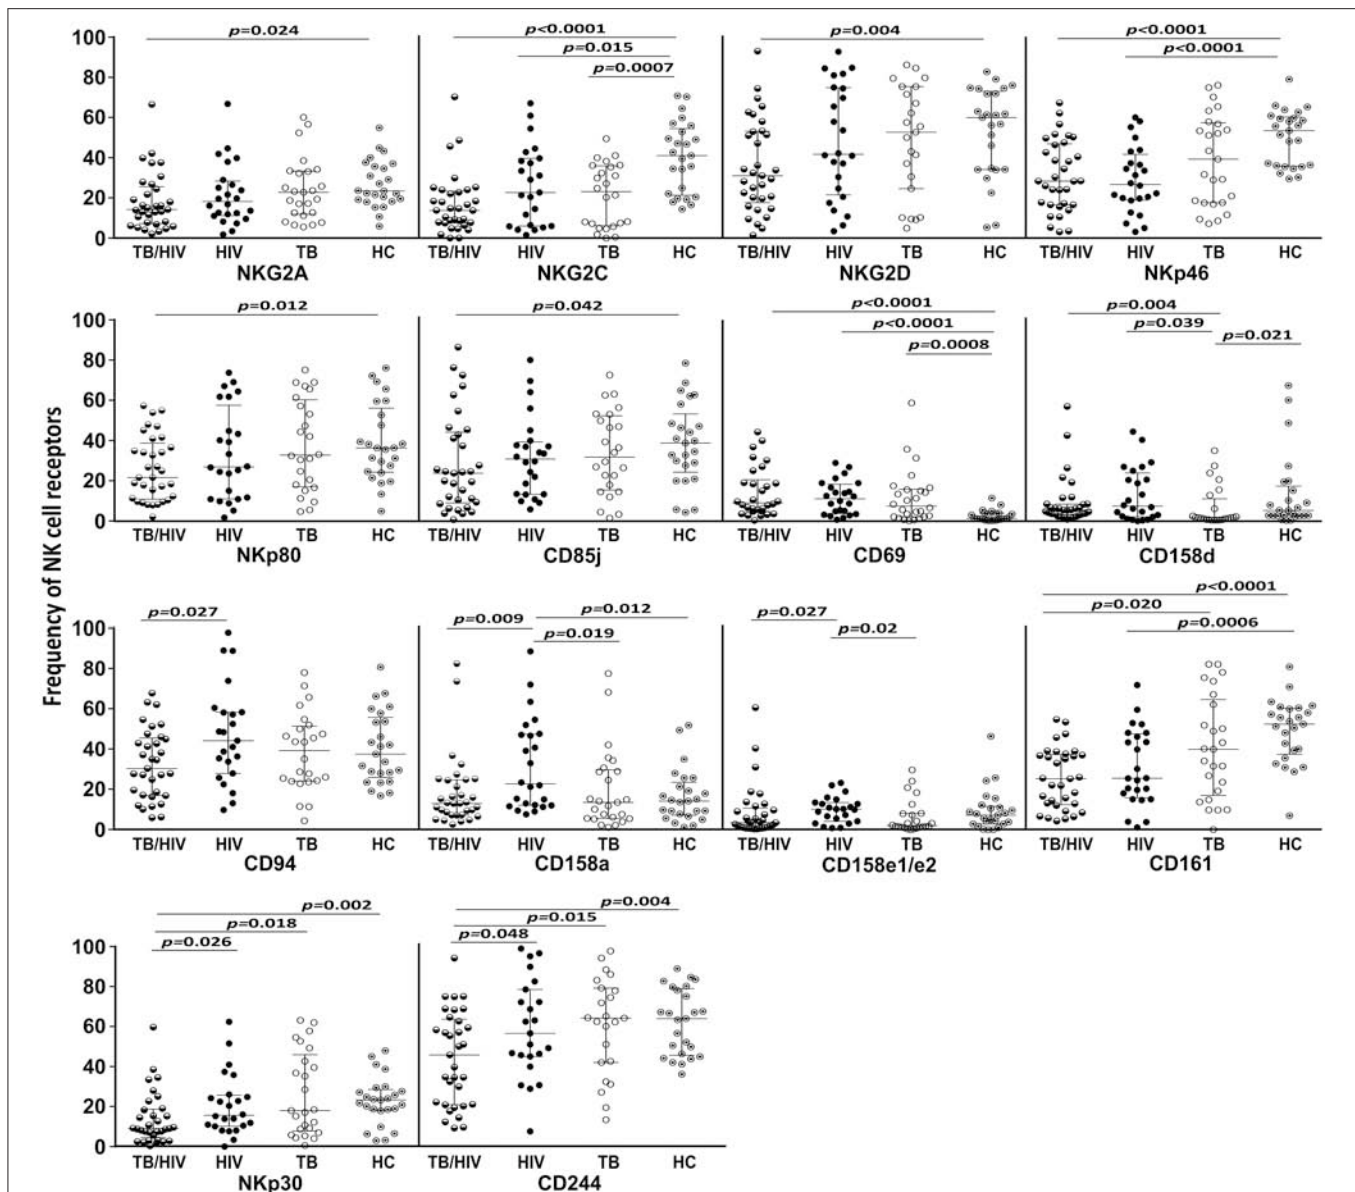 Frequency of NK cell receptors
p=0.024
p<0.0001
p=0.015
p=0.0007
p=0.004
p<0.0001
p<0.0001
100
80
60
40
20
0
TB/HIV HIV TB HC
NKG2A
TB/HIV HIV TB HC
NKG2C
TB/HIV HIV TB HC
NKG2D
TB/HIV HIV TB HC
NKp46
p=0.012
p=0.042
p<0.0001
p<0.0001
p=0.0008
p=0.004
p=0.039
p=0.021
100
80
60
40
20
0
TB/HIV HIV TB HC
NKp80
TB/HIV HIV TB HC
CD85j
TB/HIV HIV TB HC
CD69
TB/HIV HIV TB HC
CD158d
p=0.027
p=0.012
p=0.009
p=0.019
p=0.027
p=0.02
p<0.0001
p=0.020
p=0.0006
100
80
60
40
20
0
TB/HIV HIV TB HC
CD94
TB/HIV HIV TB HC
CD158a
TB/HIV HIV TB HC
CD158e1/e2
TB/HIV HIV TB HC
CD161
p=0.002
p=0.018
p=0.026
p=0.004
p=0.015
p=0.048
100
80
60
40
20
0
TB/HIV HIV TB HC
NKp30
TB/HIV HIV TB HC
CD244